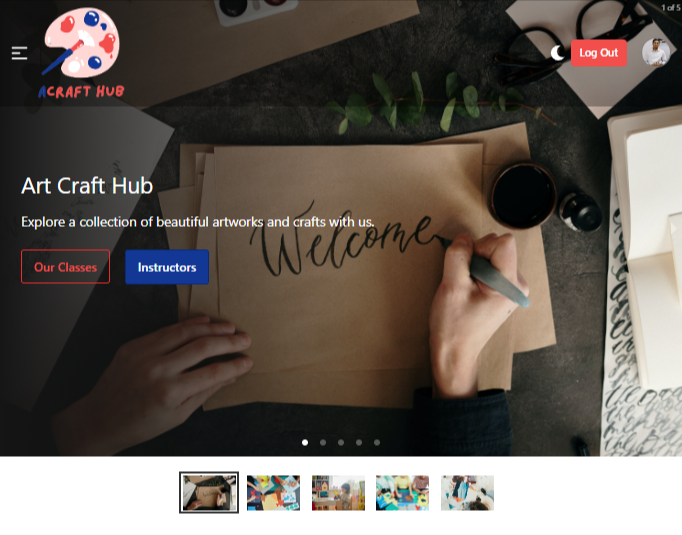 1 of 5
Log Out
ACRAFT HUB
Art Craft Hub
Explore a collection of beautiful artworks and crafts with us.
Welcome
Our Classes
Instructors